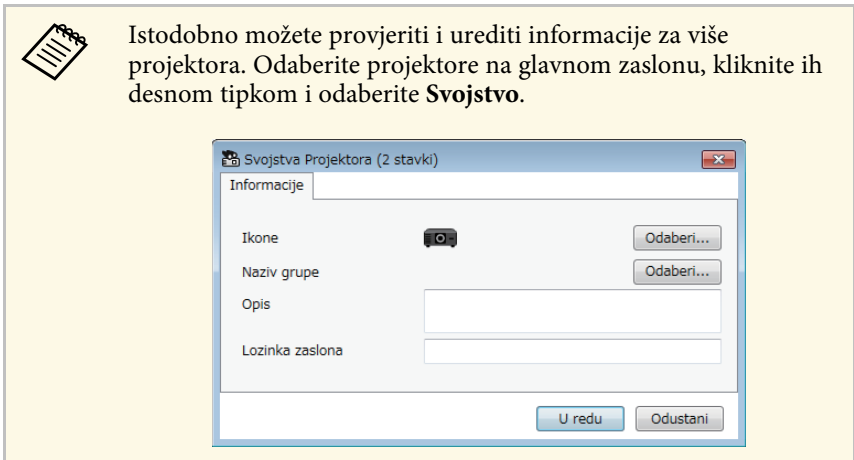 Istodobno možete provjeriti i urediti informacije za više
projektora. Odaberite projektore na glavnom zaslonu, kliknite ih
desnom tipkom i odaberite Svojstvo.
Svojstva Projektora (2 stavki)
Informacije
Ikone Odaberi...
Naziv grupe Odaberi...
Opis
Lozinka zaslona
U redu Odustani